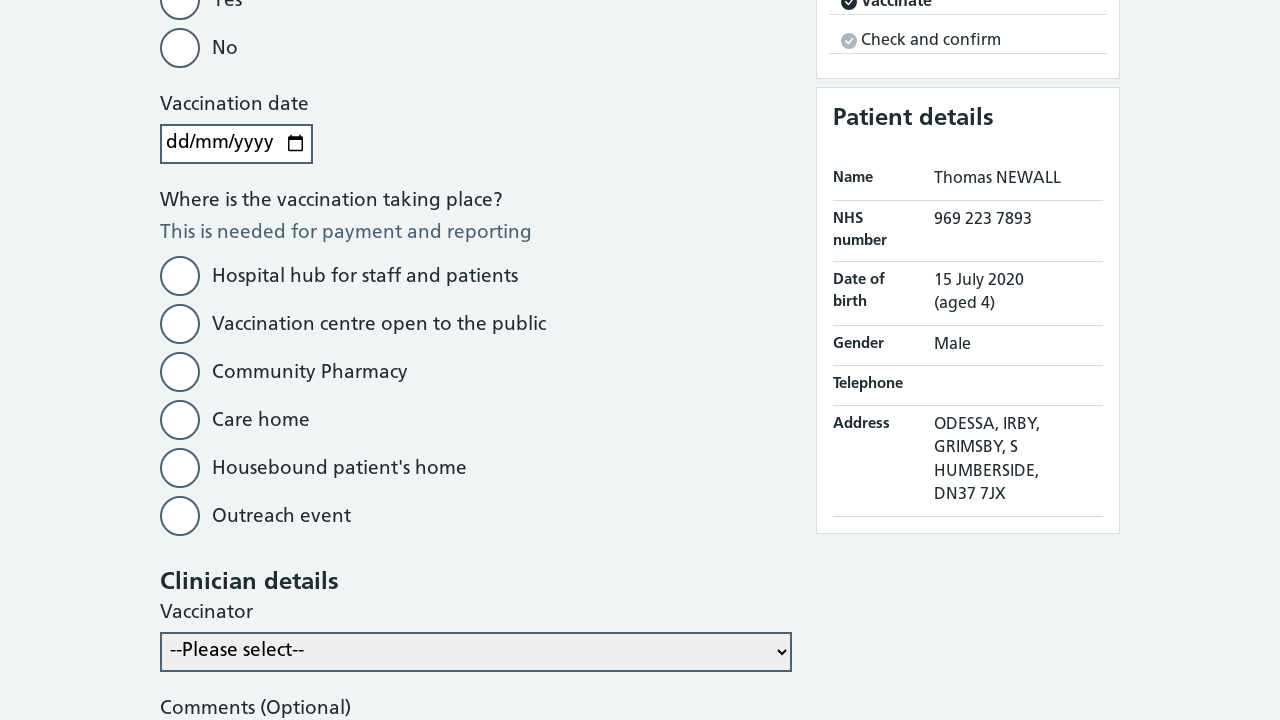 Yes
No
Vaccination date
dd/mm/yyyy
Where is the vaccination taking place?
This is needed for payment and reporting
Hospital hub for staff and patients
Vaccination centre open to the public
Community Pharmacy
Care home
Housebound patient's home
Outreach event
Clinician details
Vaccinator
--Please select--
Comments (Optional)
Vaccinate
Check and confirm
Patient details
Name Thomas NEWALL
NHS number 969 223 7893
Date of birth 15 July 2020 (aged 4)
Gender Male
Telephone
Address ODESSA, IRBY,
GRIMSBY, S
HUMBERSIDE,
DN37 7JX